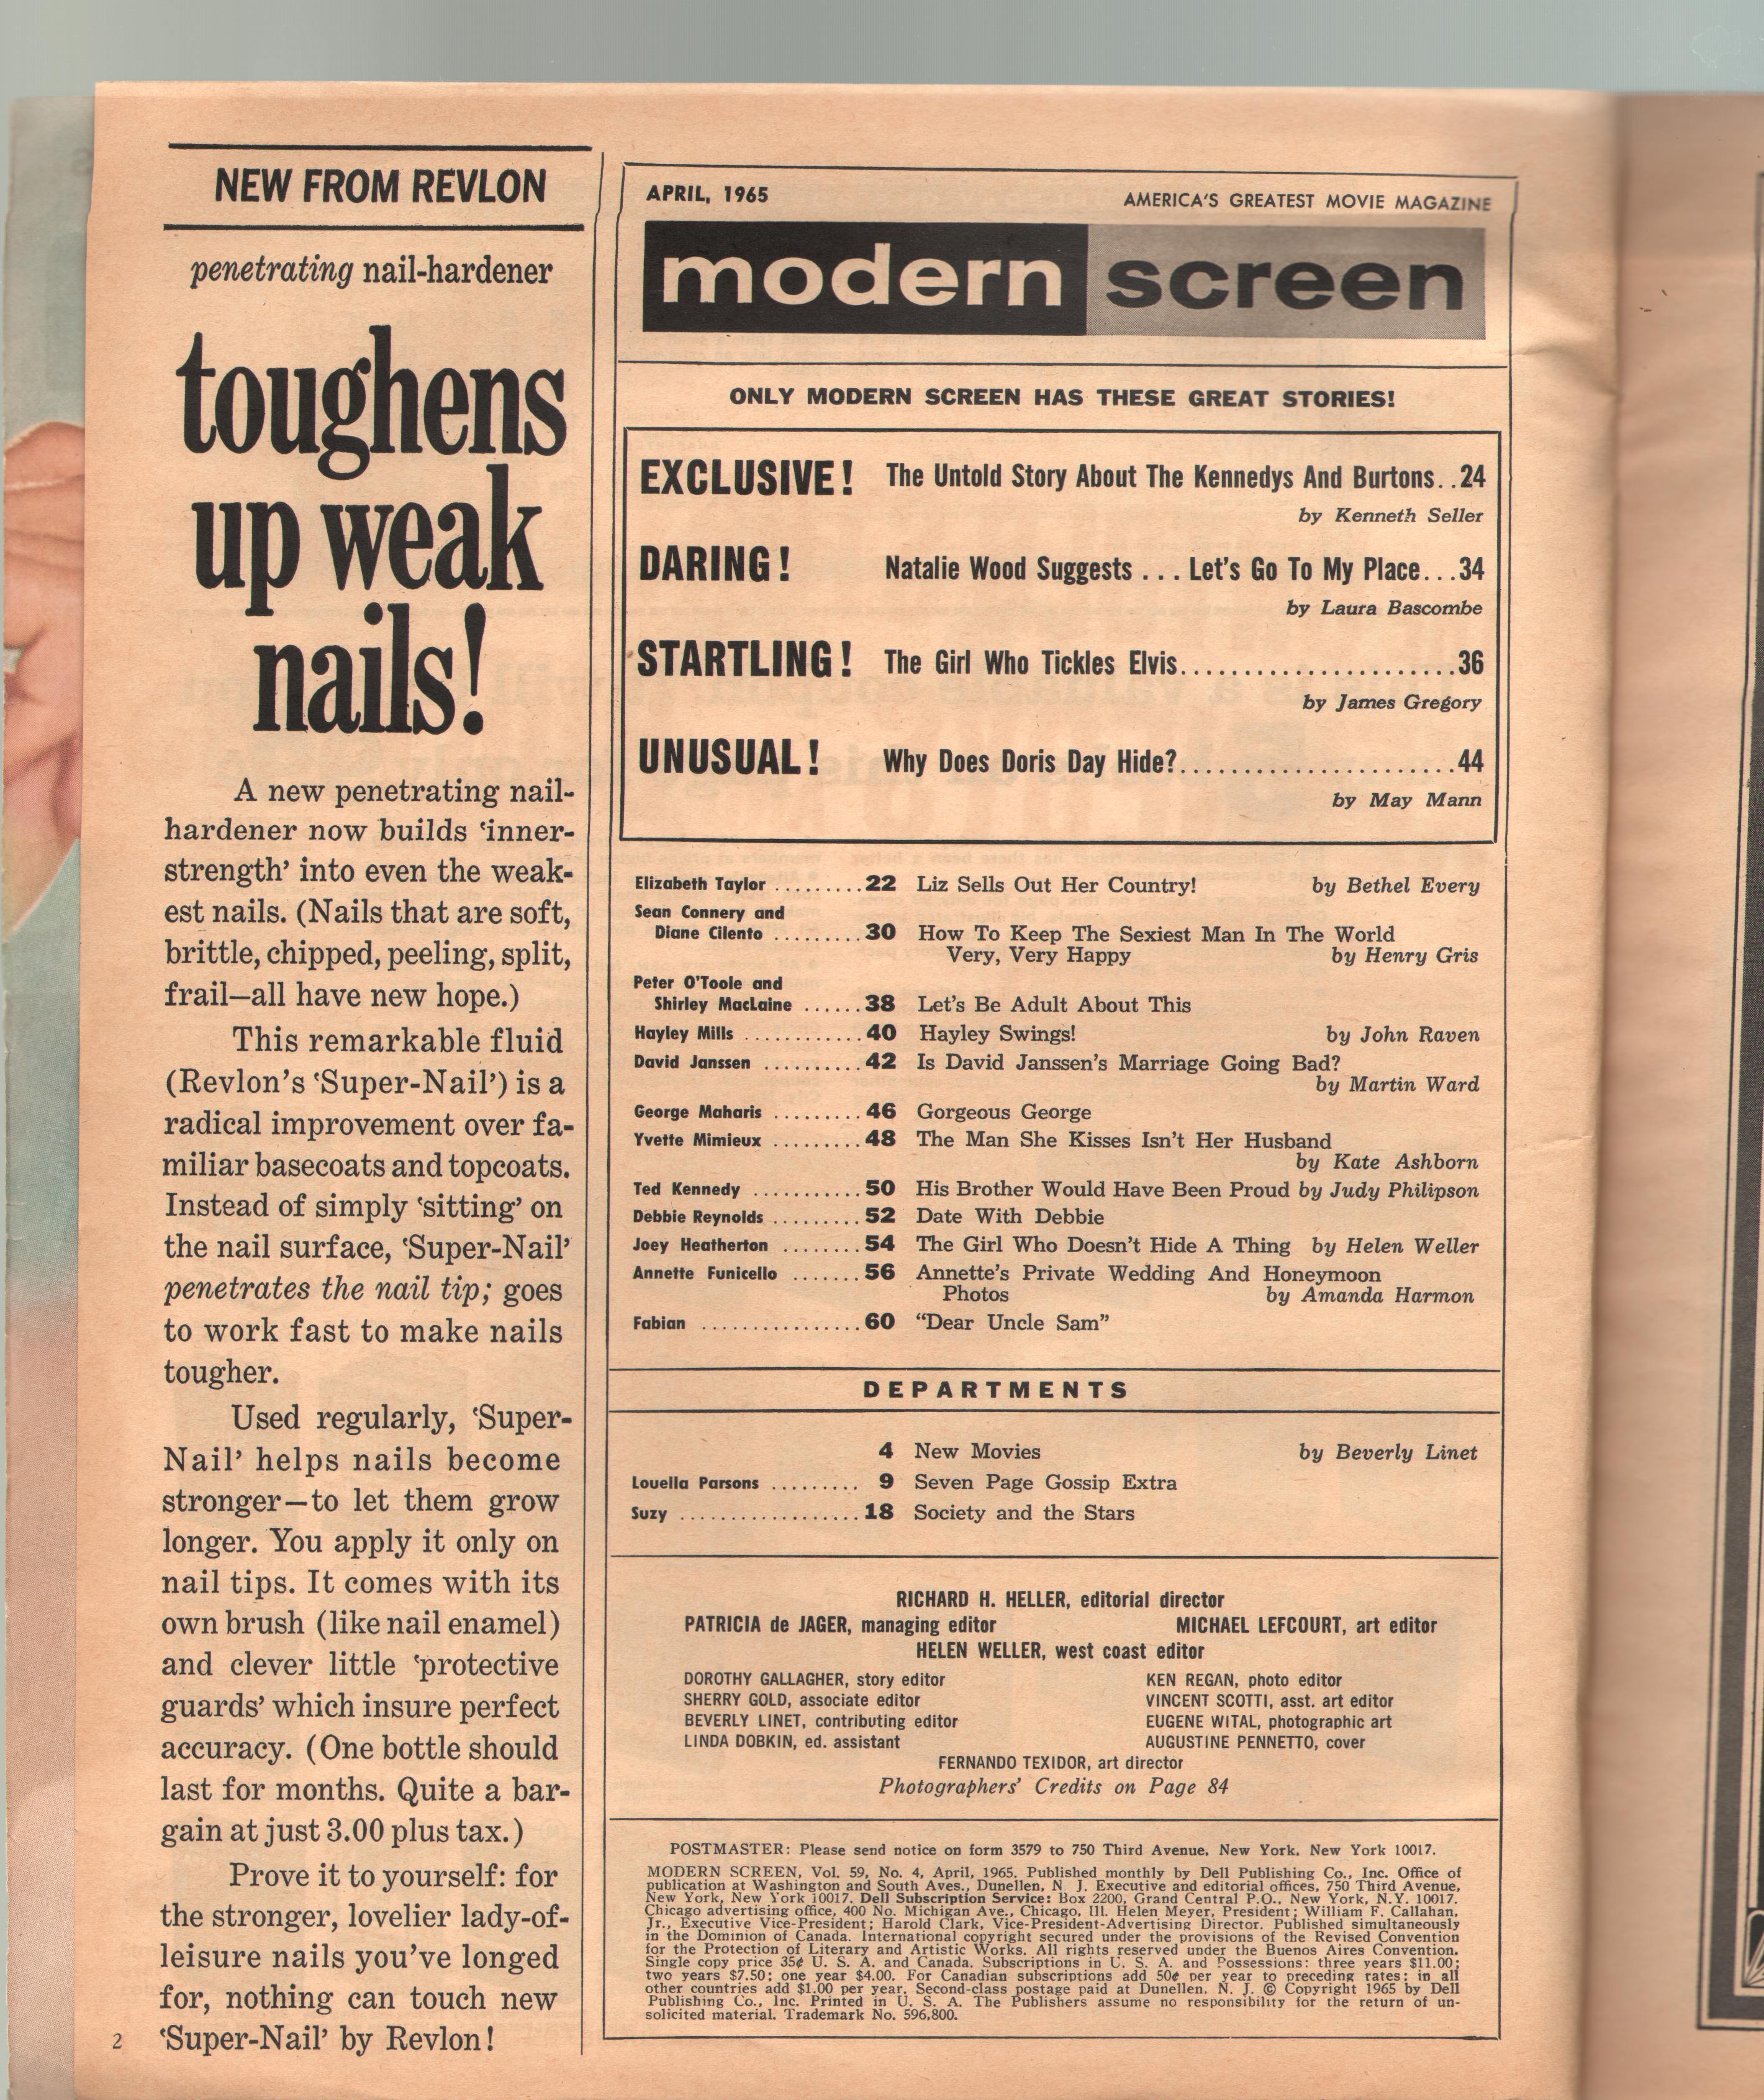 NEW FROM REVLON
penetrating nail-hardener
toughens
up weak
nails!
A new penetrating nail-
hardener now builds ‘inner-
strength’ into even the weak-
est nails. (Nails that are soft,
brittle, chipped, peeling, split,
frail—all have new hope.)
This remarkable fluid
(Revlon’s ‘Super-Nail’) is a
radical improvement over fa-
miliar basecoats and topcoats.
Instead of simply ‘sitting’ on
the nail surface, ‘Super-Nail’
penetrates the nail tip; goes
to work fast to make nails
tougher.
Used regularly, ‘Super-
Nail’ helps nails become
stronger—to let them grow
longer. You apply it only on
nail tips. It comes with its
own brush (like nail enamel)
and clever little ‘protective
guards’ which insure perfect
accuracy. (One bottle should
last for months. Quite a bar-
gain at just 3.00 plus tax.)
Prove it to yourself: for
the stronger, lovelier lady-of-
leisure nails you’ve longed
for, nothing can touch new
‘Super-Nail’ by Revlon!
2
APRIL, 1965 AMERICA’S GREATEST MOVIE MAGAZINE
modern screen
ONLY MODERN SCREEN HAS THESE GREAT STORIES!
EXCLUSIVE! The Untold Story About The Kennedys And Burtons..24
by Kenneth Seller
DARING! Natalie Wood Suggests ... Let’s Go To My Place...34
by Laura Bascombe
STARTLING! The Girl Who Tickles Elvis......................36
by James Gregory
UNUSUAL! Why Does Doris Day Hide?.......................44
by May Mann
Elizabeth Taylor .........22 Liz Sells Out Her Country! by Bethel Every
Sean Connery and
Diane Cilento .........30 How To Keep The Sexiest Man In The World
Very, Very Happy by Henry Gris
Peter O’Toole and
Shirley MacLaine ......38 Let’s Be Adult About This
Hayley Mills ............40 Hayley Swings! by John Raven
David Janssen ..........42 Is David Janssen’s Marriage Going Bad?
by Martin Ward
George Maharis .........46 Gorgeous George
Yvette Mimieux .........48 The Man She Kisses Isn’t Her Husband
by Kate Ashborn
Ted Kennedy ...........50 His Brother Would Have Been Proud by Judy Philipson
Debbie Reynolds .........52 Date With Debbie
Joey Heatherton ........54 The Girl Who Doesn’t Hide A Thing by Helen Weller
Annette Funicello .......56 Annette’s Private Wedding And Honeymoon
Photos by Amanda Harmon
Fabian ................60 “Dear Uncle Sam”
DEPARTMENTS
4 New Movies by Beverly Linet
Louella Parsons ......... 9 Seven Page Gossip Extra
Suzy ..................18 Society and the Stars
RICHARD H. HELLER, editorial director
PATRICIA de JAGER, managing editor MICHAEL LEFCOURT, art editor
HELEN WELLER, west coast editor
DOROTHY GALLAGHER, story editor KEN REGAN, photo editor
SHERRY GOLD, associate editor VINCENT SCOTTI, asst. art editor
BEVERLY LINET, contributing editor EUGENE WITAL, photographic art
LINDA DOBKIN, ed. assistant AUGUSTINE PENNETTO, cover
FERNANDO TEXIDOR, art director
Photographers’ Credits on Page 84
POSTMASTER: Please send notice on form 3579 to 750 Third Avenue, New York, New York 10017.
MODERN SCREEN, Vol. 59, No. 4, April, 1965. Published monthly by Dell Publishing Co., Inc. Office of
publication at Washington and South Aves., Dunellen, N. J. Executive and editorial offices, 750 Third Avenue,
New York, New York 10017. Dell Subscription Service: Box 2200, Grand Central P.O., New York, N.Y. 10017.
Chicago advertising office, 400 No. Michigan Ave., Chicago, Ill. Helen Meyer, President; William F. Callahan,
Jr., Executive Vice-President; Harold Clark, Vice-President-Advertising Director. Published simultaneously
in the Dominion of Canada. International copyright secured under the provisions of the Revised Convention
for the Protection of Literary and Artistic Works. All rights reserved under the Buenos Aires Convention.
Single copy price 35¢ U. S. A. and Canada. Subscriptions in U. S. A. and Possessions: three years $11.00;
two years $7.50; one year $4.00. For Canadian subscriptions add 50¢ per year to preceding rates; in all
other countries add $1.00 per year. Second-class postage paid at Dunellen, N. J. © Copyright 1965 by Dell
Publishing Co., Inc. Printed in U. S. A. The Publishers assume no responsibility for the return of un-
solicited material. Trademark No. 596,800.